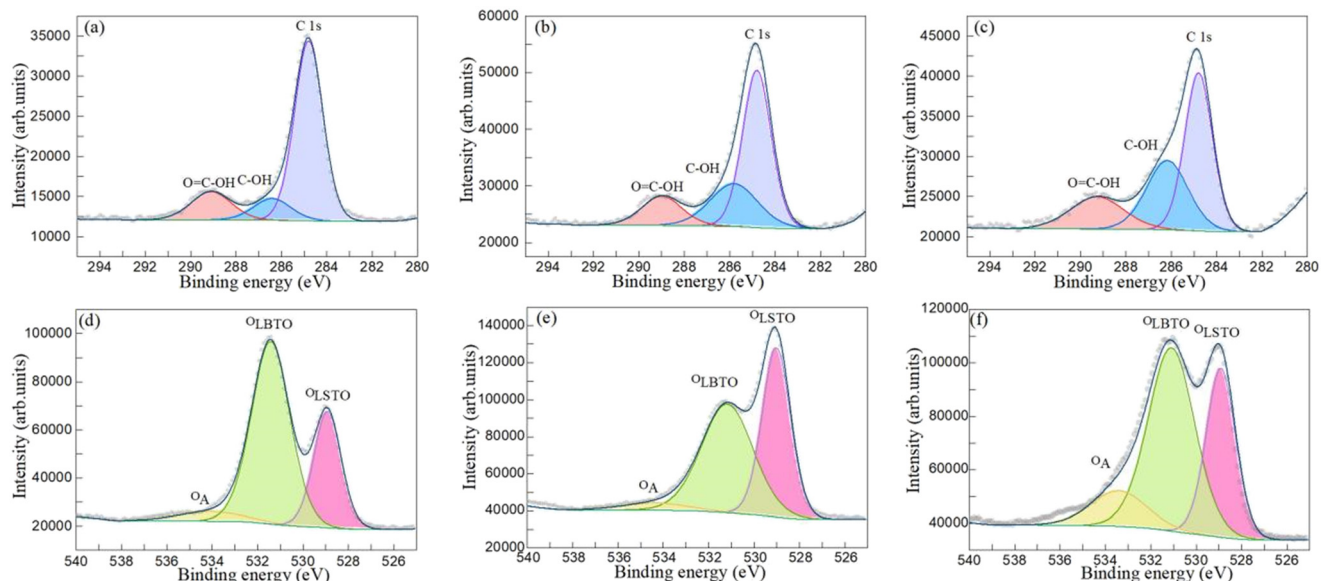 (a)
C 1s
O=C-OH
C-OH
Intensity (arb.units)
35000
30000
25000
20000
15000
10000
294 292 290 288 286 284 282 280
Binding energy (eV)
(b)
C 1s
C-OH
O=C-OH
Intensity (arb.units)
60000
50000
40000
30000
20000
294 292 290 288 286 284 282 280
Binding energy (eV)
(c)
C 1s
C-OH
O=C-OH
Intensity (arb.units)
45000
40000
35000
30000
25000
20000
294 292 290 288 286 284 282 280
Binding energy (eV)
(d)
OLBTO
OLSTO
OA
Intensity (arb.units)
100000
80000
60000
40000
20000
540 538 536 534 532 530 528 526
Binding energy (eV)
(e)
OLSTO
OLBTO
OA
Intensity (arb.units)
140000
120000
100000
80000
60000
40000
20000
540 538 536 534 532 530 528 526
Binding energy (eV)
(f)
OLBTO
OLSTO
OA
Intensity (arb.units)
120000
100000
80000
60000
40000
540 538 536 534 532 530 528 526
Binding energy (eV)